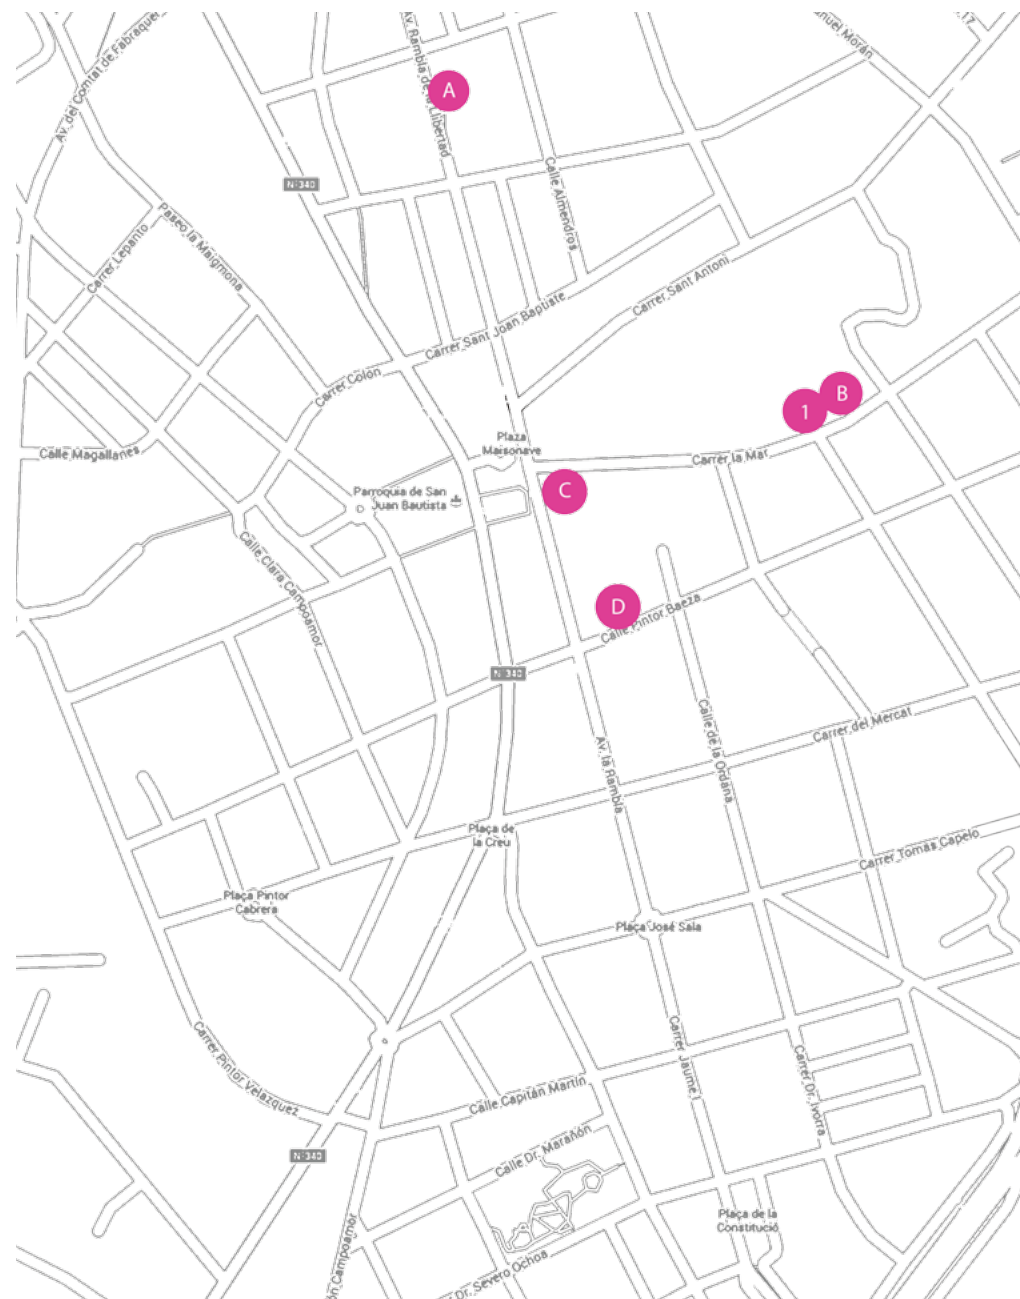 Av. del Comtat de Fabraquer
Av. Rambla de la Llibertad
nuel Morán
A
N-340
Calle Almendros
Paseo la Maigmona
Carrer Lepanto
Carrer Sant Antoni
Carrer Sant Joan Baptiste
Carrer Colón
B
1
Plaza
Maisonave
Calle Magallanes
Carrer la Mar
C
Parroquia de San
Juan Bautista
Calle Clara Campoamor
D
Calle Pintor Baeza
N-340
Calle de la Ordana
Carrer del Mercat
Av. la Rambla
Plaça de
la Creu
Carrer Tomás Capelo
Plaça Pintor
Cabrera
Plaça José Sala
Carrer Pintor Velazquez
Carrer Jaume I
Carrer Dr. Ivorra
Calle Capitán Martín
Calle Dr. Marañón
N-340
Plaça de la
Constitució
ón Campoamor
r Dr. Severo Ochoa